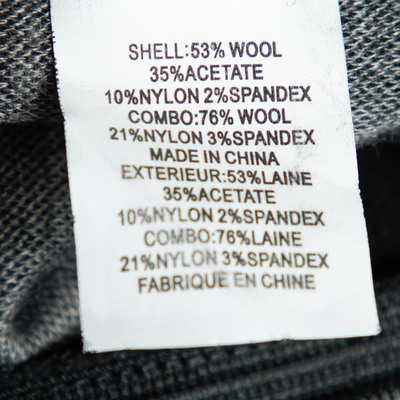 SHELL:53% WOOL
35%ACETATE
10%NYLON 2%SPANDEX
COMBO:76% WOOL
21%NYLON 3%SPANDEX
MADE IN CHINA
EXTERIEUR:53%LAINE
35%ACETATE
10%NYLON 2%SPANDEX
COMBO:76%LAINE
21%NYLON 3%SPANDEX
FABRIQUE EN CHINE